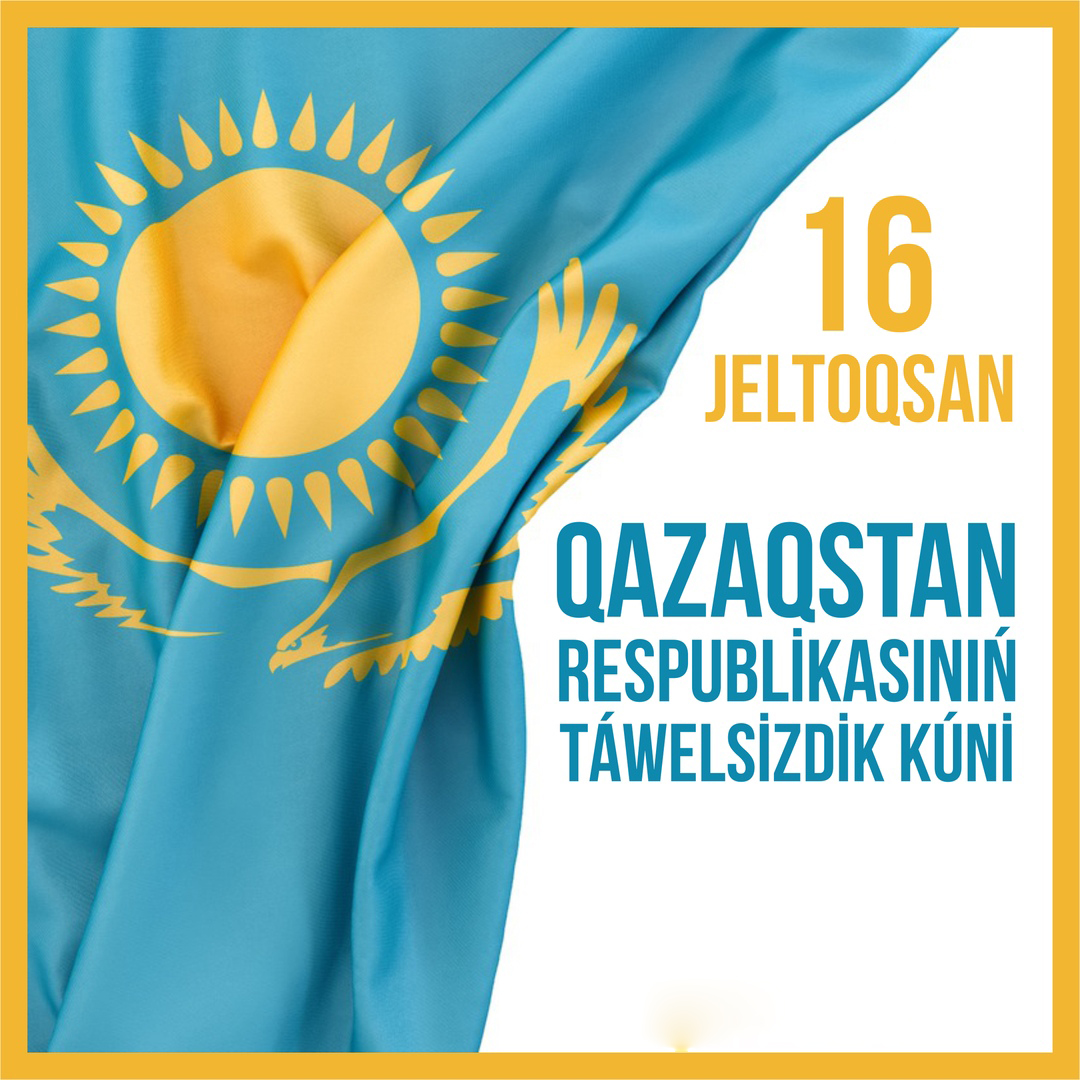 16
JELTOQSAN
QAZAQSTAN
RESPUBLİKASINIŃ
TÁWELSİZDİK KÚNİ